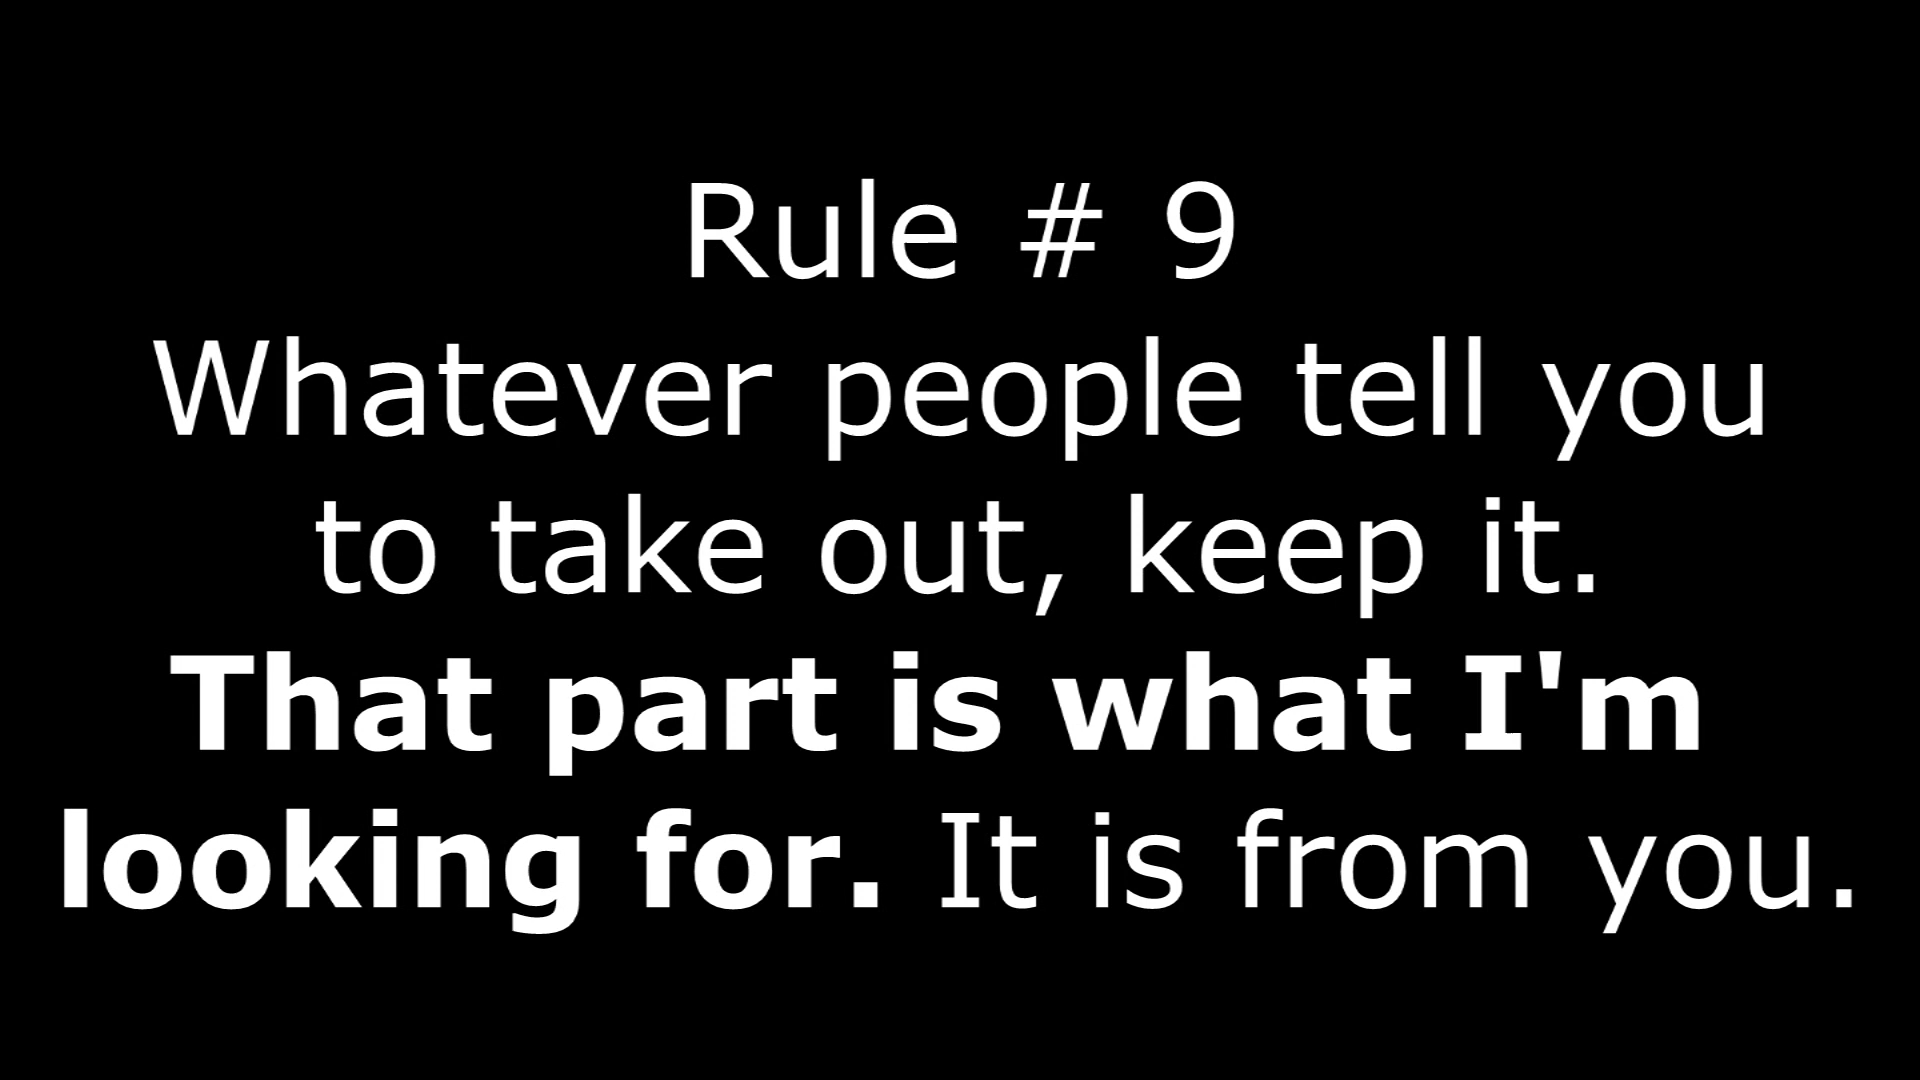 Rule # 9
Whatever people tell you
to take out, keep it.
That part is what I'm
looking for. It is from you.